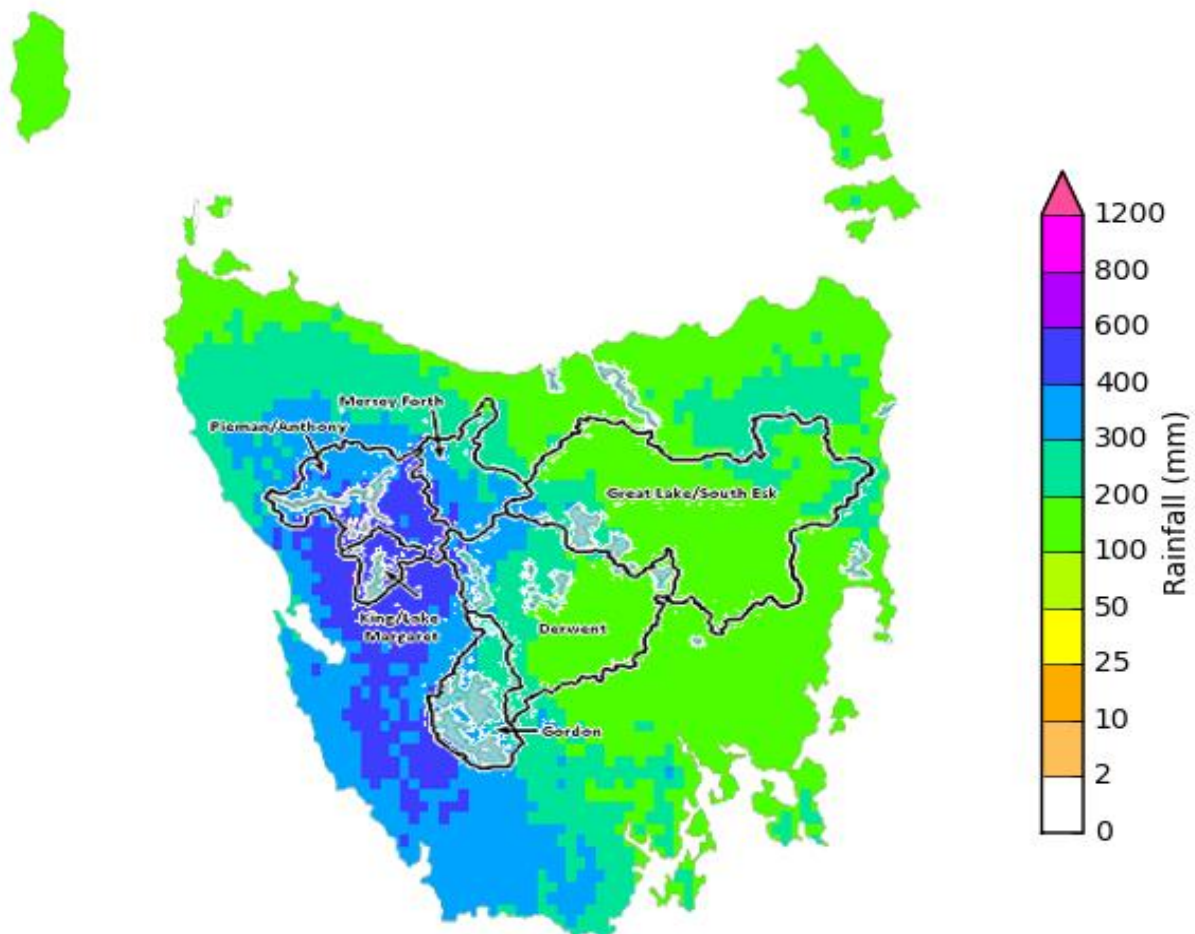 Mersey Forth
Pieman/Anthony
Great Lake/South Esk
King/Lake
Margaret
Derwent
Gordon
1200
800
600
400
300
200
100
50
25
10
2
0
Rainfall (mm)